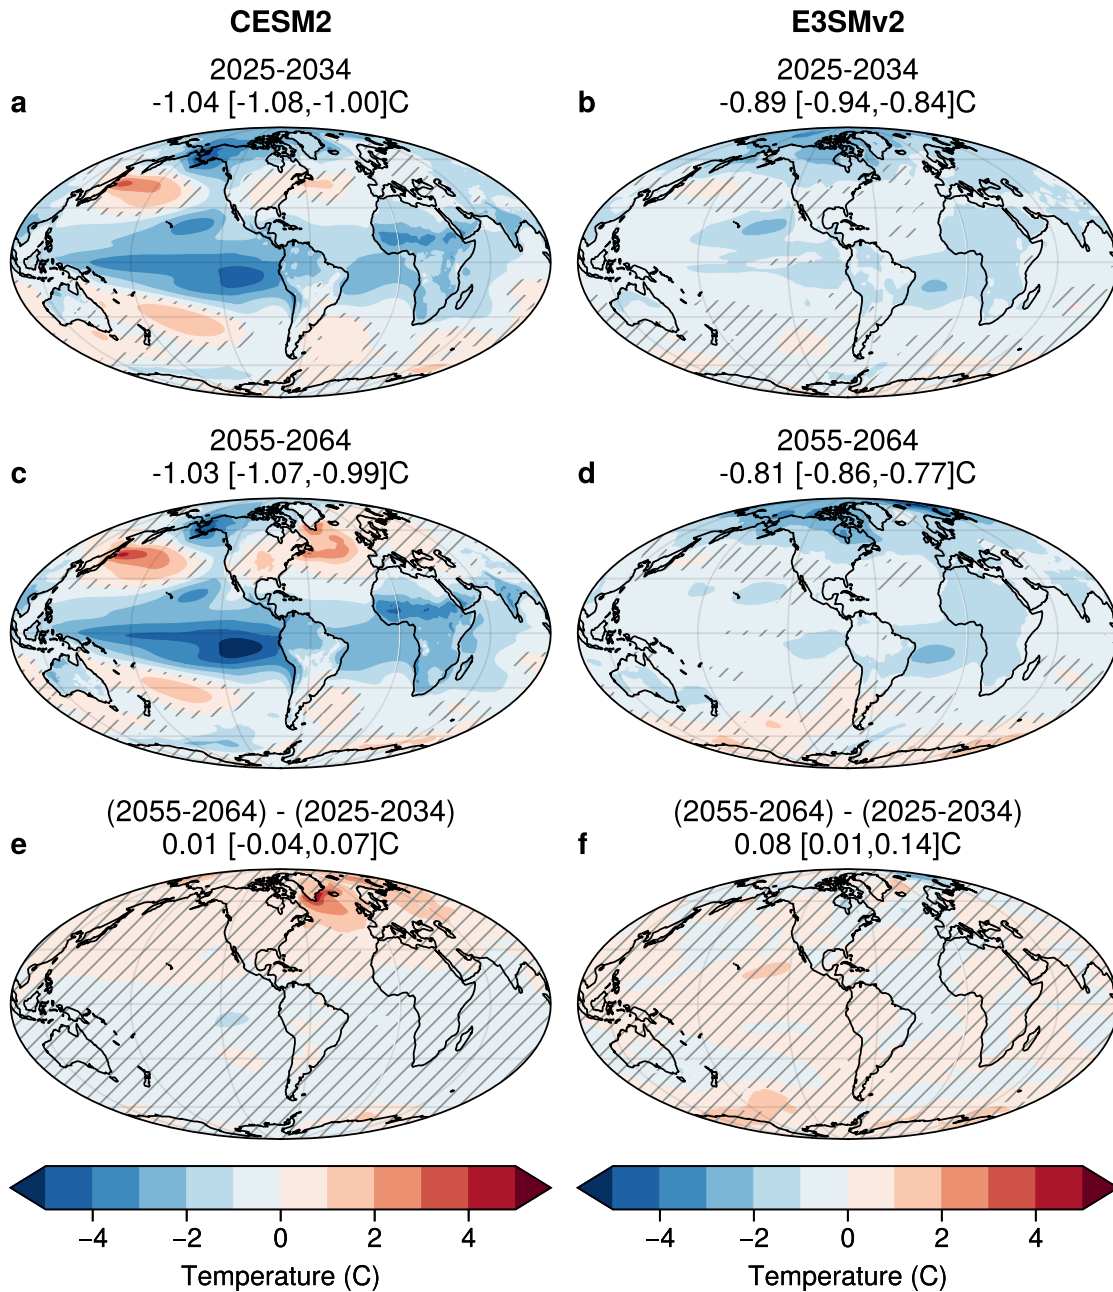 CESM2
E3SMv2
2025-2034
2025-2034
a
-1.04 [-1.08,-1.00]C
b
-0.89 [-0.94,-0.84]C
2055-2064
2055-2064
c
-1.03 [-1.07,-0.99]C
d
-0.81 [-0.86,-0.77]C
(2055-2064) - (2025-2034)
(2055-2064) - (2025-2034)
e
0.01 [-0.04,0.07]C
f
0.08 [0.01,0.14]C
−4 −2 0 2 4
−4 −2 0 2 4
Temperature (C)
Temperature (C)